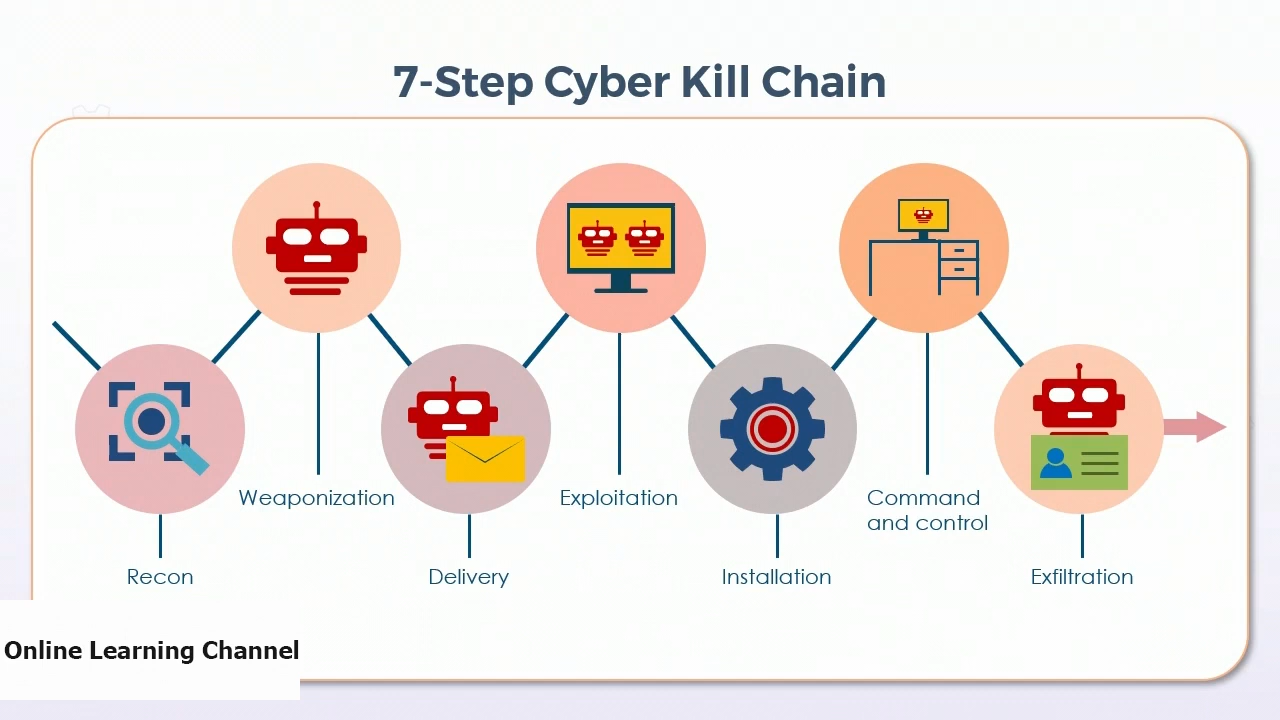 7-Step Cyber Kill Chain
Weaponization
Exploitation
Command
and control
Recon
Delivery
Installation
Exfiltration
Online Learning Channel